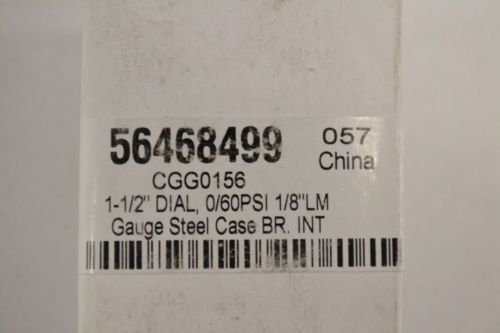 56468499 057
China
CGG0156
1-1/2" DIAL, 0/60PSI 1/8"LM
Gauge Steel Case BR. INT